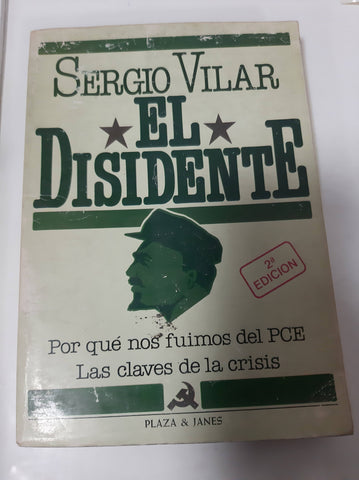 SERGIO VILAR
EL
DISIDENTE
2ª
EDICION
Por qué nos fuimos del PCE
Las claves de la crisis
PLAZA & JANES